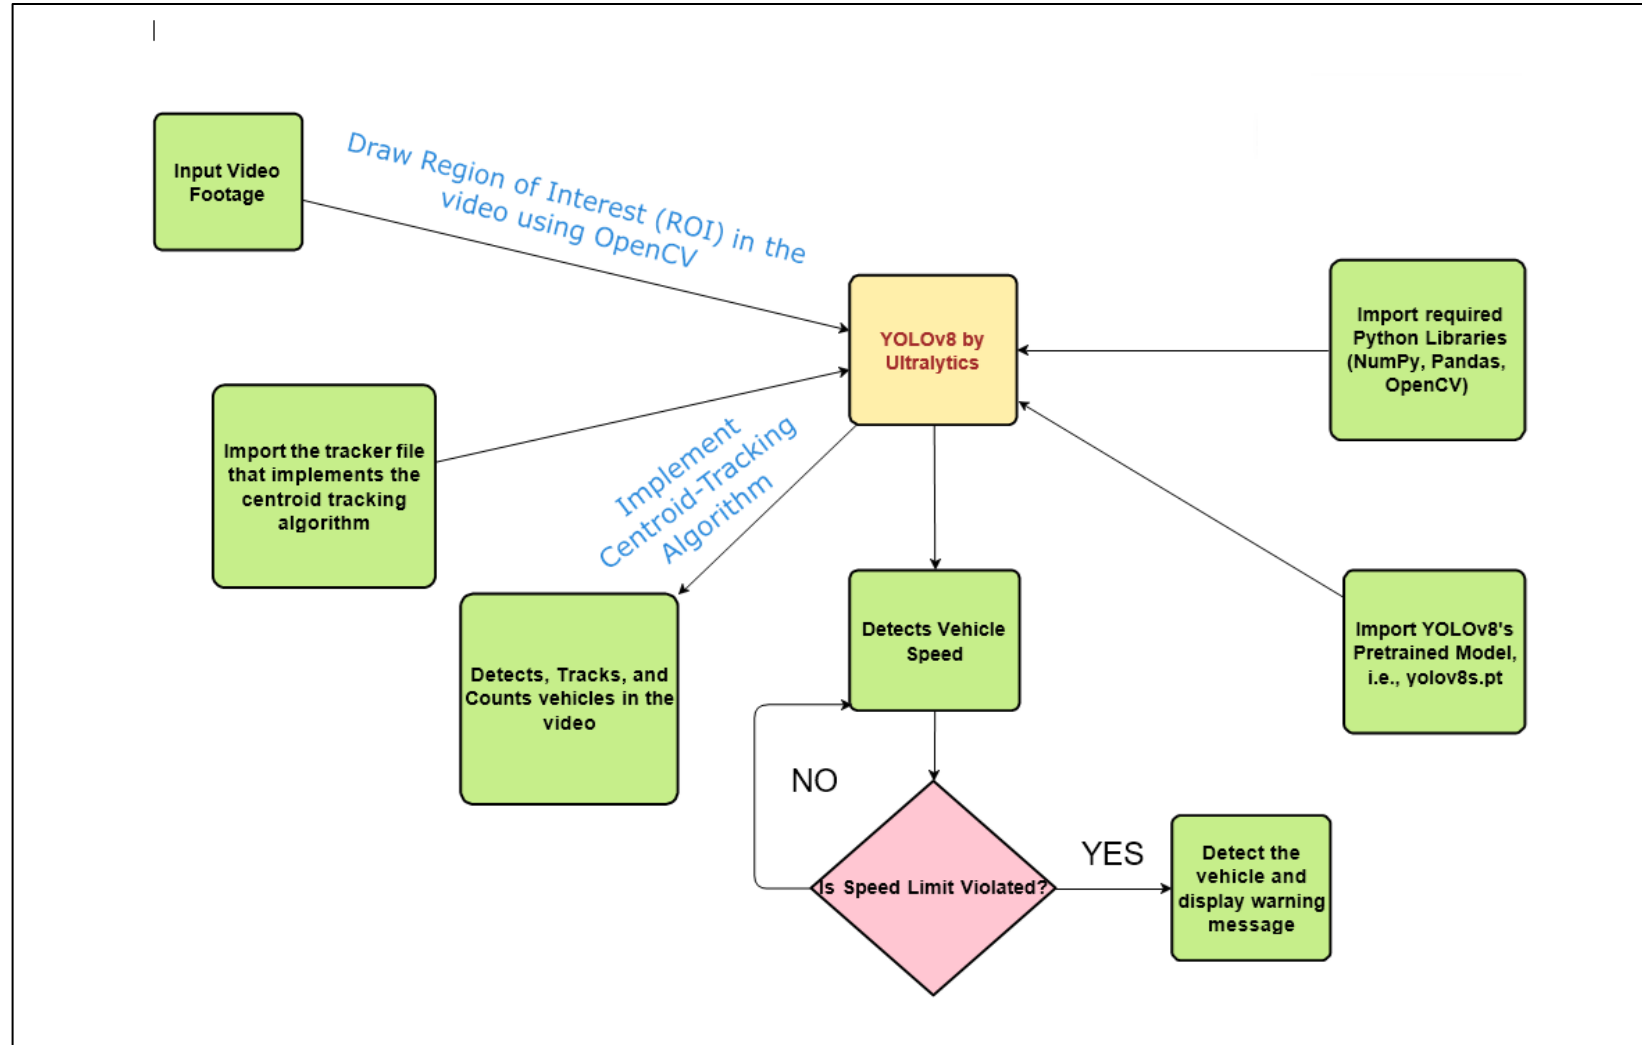 Input Video
Footage
Draw Region of Interest (ROI) in the
video using OpenCV
YOLOv8 by
Ultralytics
Import required
Python Libraries
(NumPy, Pandas,
OpenCV)
Import the tracker file
that implements the
centroid tracking
algorithm
Implement
Centroid-Tracking
Algorithm
Detects Vehicle
Speed
Import YOLOv8's
Pretrained Model,
i.e., yolov8s.pt
Detects, Tracks, and
Counts vehicles in the
video
NO
Is Speed Limit Violated?
YES
Detect the
vehicle and
display warning
message